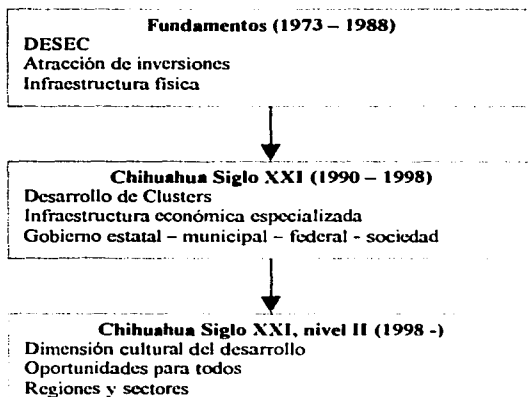 Fundamentos (1973 – 1988)
DESEC
Atracción de inversiones
Infraestructura física
Chihuahua Siglo XXI (1990 – 1998)
Desarrollo de Clusters
Infraestructura económica especializada
Gobierno estatal – municipal – federal - sociedad
Chihuahua Siglo XXI, nivel II (1998 -)
Dimensión cultural del desarrollo
Oportunidades para todos
Regiones y sectores